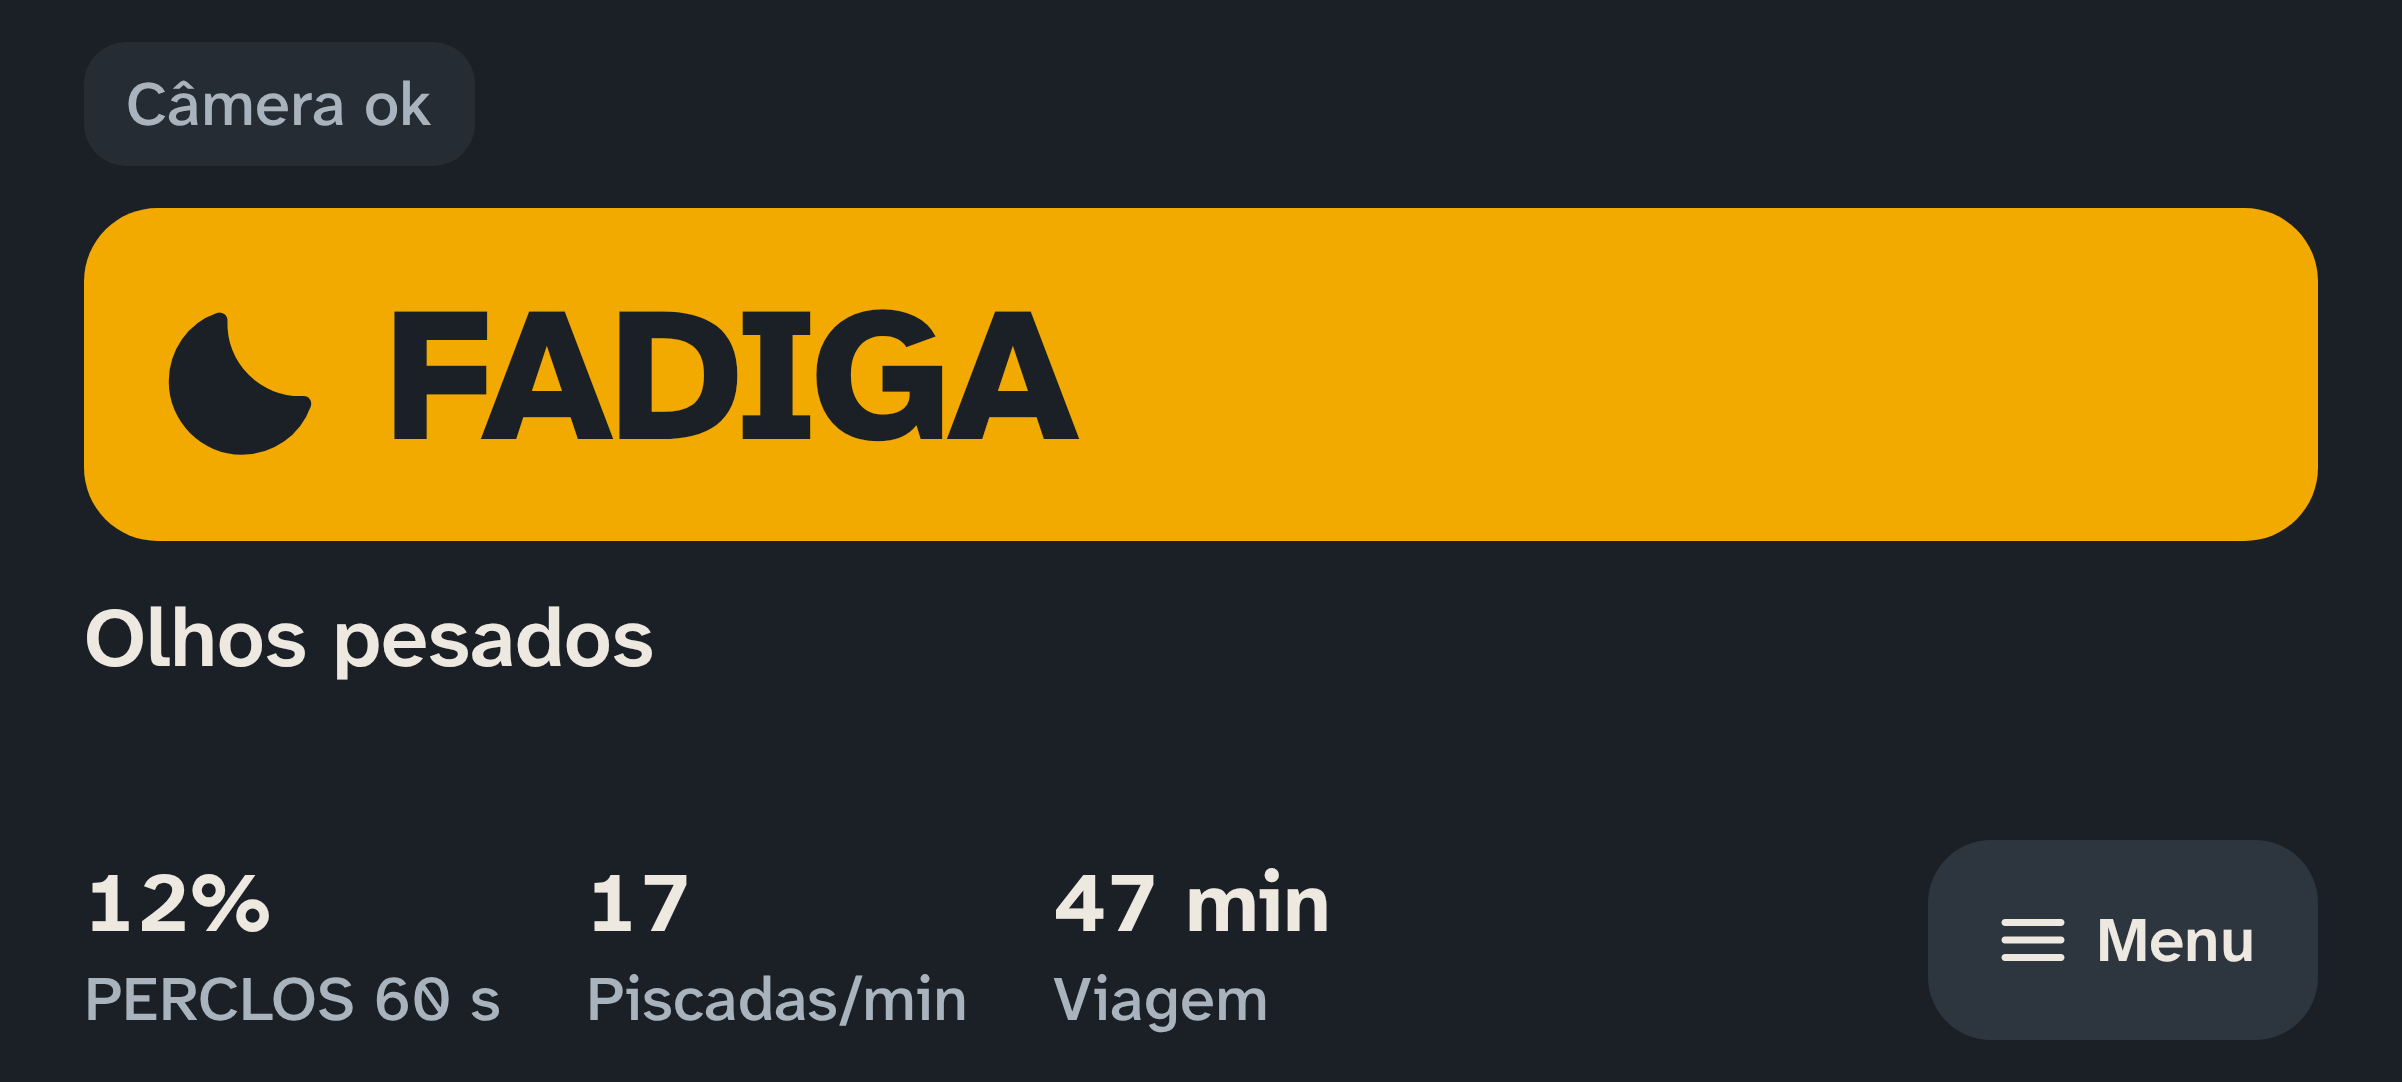 Câmera ok
FADIGA
Olhos pesados
12%
PERCLOS 60 s
17
Piscadas/min
47 min
Viagem
Menu